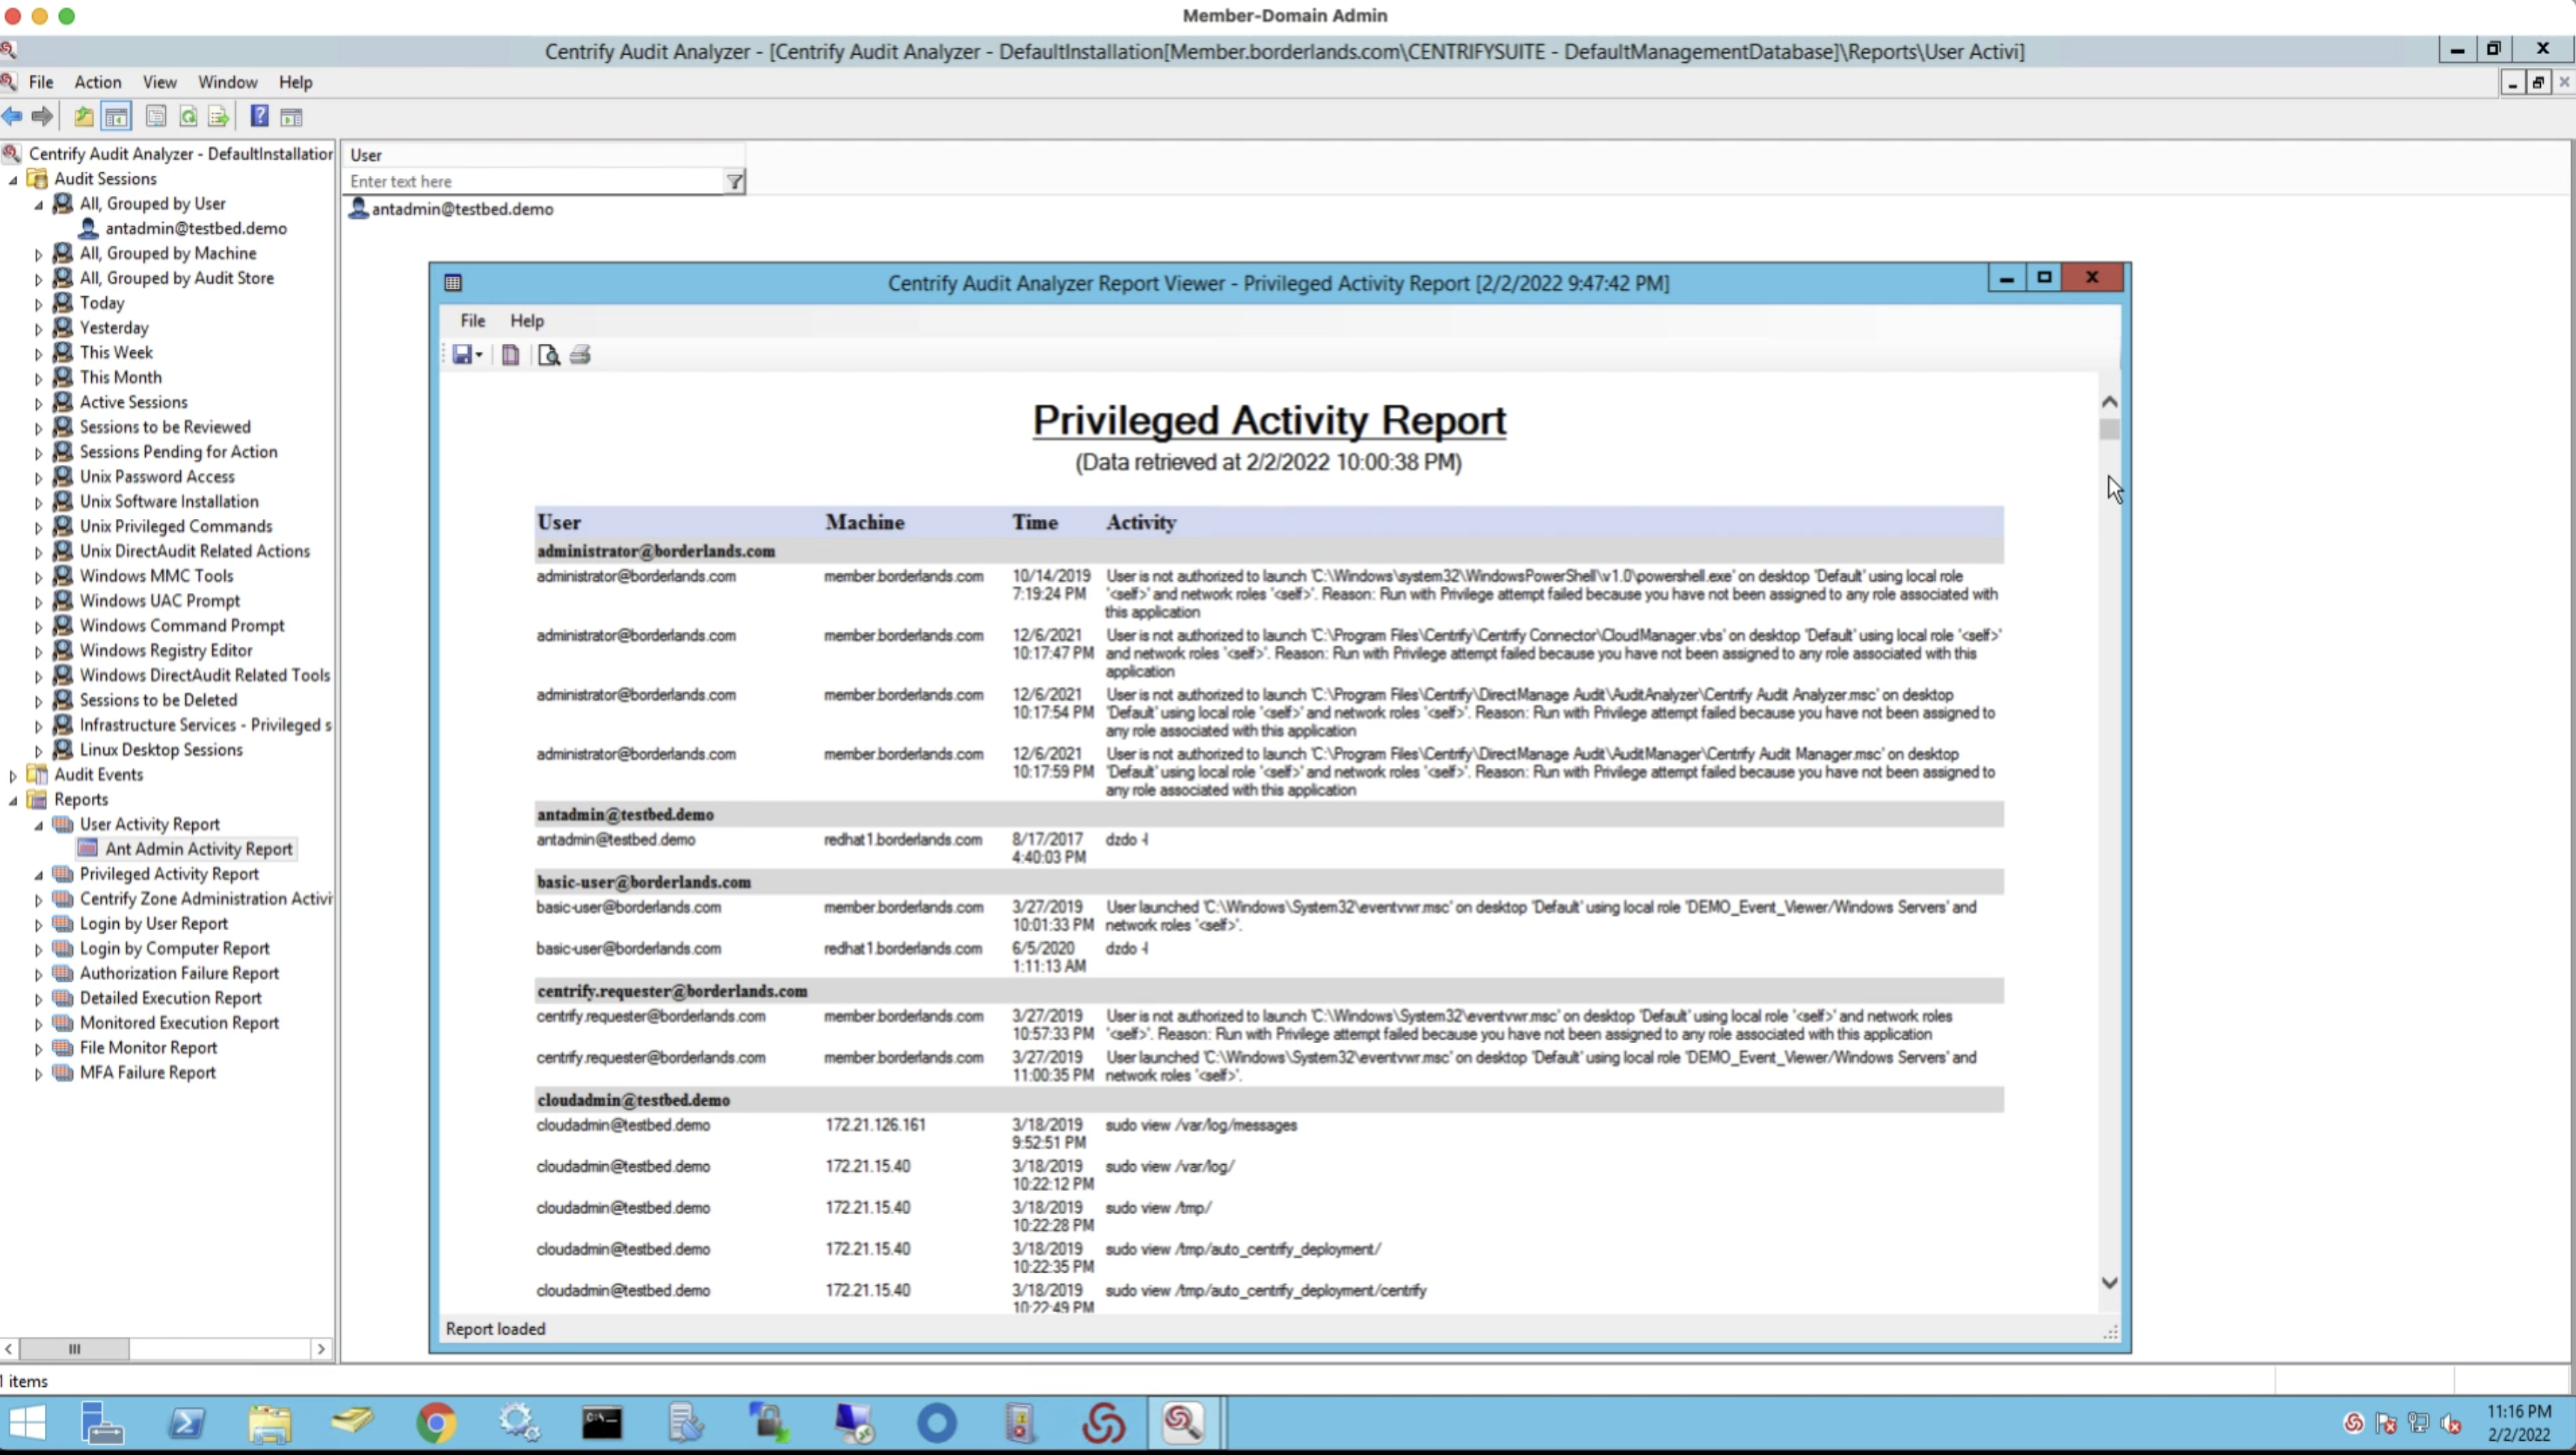 Member-Domain Admin
Centrify Audit Analyzer - [Centrify Audit Analyzer - DefaultInstallation[Member.borderlands.com\CENTRIFYSUITE - DefaultManagementDatabase]\Reports\User Activi]
File Action View Window Help
Centrify Audit Analyzer - DefaultInstallation
Audit Sessions
All, Grouped by User
antadmin@testbed.demo
All, Grouped by Machine
All, Grouped by Audit Store
Today
Yesterday
This Week
This Month
Active Sessions
Sessions to be Reviewed
Sessions Pending for Action
Unix Password Access
Unix Software Installation
Unix Privileged Commands
Unix DirectAudit Related Actions
Windows MMC Tools
Windows UAC Prompt
Windows Command Prompt
Windows Registry Editor
Windows DirectAudit Related Tools
Sessions to be Deleted
Infrastructure Services - Privileged s
Linux Desktop Sessions
Audit Events
Reports
User Activity Report
Ant Admin Activity Report
Privileged Activity Report
Centrify Zone Administration Activi
Login by User Report
Login by Computer Report
Authorization Failure Report
Detailed Execution Report
Monitored Execution Report
File Monitor Report
MFA Failure Report
User
Enter text here
antadmin@testbed.demo
Centrify Audit Analyzer Report Viewer - Privileged Activity Report [2/2/2022 9:47:42 PM]
File Help
Privileged Activity Report
(Data retrieved at 2/2/2022 10:00:38 PM)
User Machine Time Activity
administrator@borderlands.com
administrator@borderlands.com member.borderlands.com 10/14/2019 User is not authorized to launch 'C:\Windows\system32\WindowsPowerShell\v1.0\powershell.exe' on desktop 'Default' using local role
7:19:24 PM '<self>' and network roles '<self>'. Reason: Run with Privilege attempt failed because you have not been assigned to any role associated with
this application
administrator@borderlands.com member.borderlands.com 12/6/2021 User is not authorized to launch 'C:\Program Files\Centrify\Centrify Connector\CloudManager.vbs' on desktop 'Default' using local role '<self>'
10:17:47 PM and network roles '<self>'. Reason: Run with Privilege attempt failed because you have not been assigned to any role associated with this
application
administrator@borderlands.com member.borderlands.com 12/6/2021 User is not authorized to launch 'C:\Program Files\Centrify\DirectManage Audit\AuditAnalyzer\Centrify Audit Analyzer.msc' on desktop
10:17:54 PM 'Default' using local role '<self>' and network roles '<self>'. Reason: Run with Privilege attempt failed because you have not been assigned to
any role associated with this application
administrator@borderlands.com member.borderlands.com 12/6/2021 User is not authorized to launch 'C:\Program Files\Centrify\DirectManage Audit\AuditManager\Centrify Audit Manager.msc' on desktop
10:17:59 PM 'Default' using local role '<self>' and network roles '<self>'. Reason: Run with Privilege attempt failed because you have not been assigned to
any role associated with this application
antadmin@testbed.demo
antadmin@testbed.demo redhat1.borderlands.com 8/17/2017 dzdo -l
4:40:03 PM
basic-user@borderlands.com
basic-user@borderlands.com member.borderlands.com 3/27/2019 User launched 'C:\Windows\System32\eventvwr.msc' on desktop 'Default' using local role 'DEMO_Event_Viewer/Windows Servers' and
10:01:33 PM network roles '<self>'.
basic-user@borderlands.com redhat1.borderlands.com 6/5/2020 dzdo -l
1:11:13 AM
centrify.requester@borderlands.com
centrify.requester@borderlands.com member.borderlands.com 3/27/2019 User is not authorized to launch 'C:\Windows\System32\eventvwr.msc' on desktop 'Default' using local role '<self>' and network roles
10:57:33 PM '<self>'. Reason: Run with Privilege attempt failed because you have not been assigned to any role associated with this application
centrify.requester@borderlands.com member.borderlands.com 3/27/2019 User launched 'C:\Windows\System32\eventvwr.msc' on desktop 'Default' using local role 'DEMO_Event_Viewer/Windows Servers' and
11:00:35 PM network roles '<self>'.
cloudadmin@testbed.demo
cloudadmin@testbed.demo 172.21.126.161 3/18/2019 sudo view /var/log/messages
9:52:51 PM
cloudadmin@testbed.demo 172.21.15.40 3/18/2019 sudo view /var/log/
10:22:12 PM
cloudadmin@testbed.demo 172.21.15.40 3/18/2019 sudo view /tmp/
10:22:28 PM
cloudadmin@testbed.demo 172.21.15.40 3/18/2019 sudo view /tmp/auto_centrify_deployment/
10:22:35 PM
cloudadmin@testbed.demo 172.21.15.40 3/18/2019 sudo view /tmp/auto_centrify_deployment/centrify
10:22:49 PM
Report loaded
1 items
11:16 PM
2/2/2022